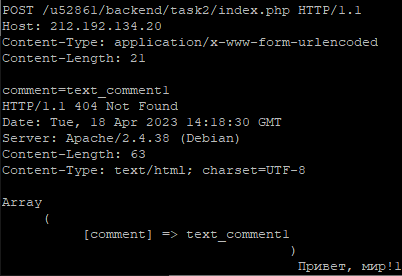 POST /u52861/backend/task2/index.php HTTP/1.1
Host: 212.192.134.20
Content-Type: application/x-www-form-urlencoded
Content-Length: 21

comment=text_comment1
HTTP/1.1 404 Not Found
Date: Tue, 18 Apr 2023 14:18:30 GMT
Server: Apache/2.4.38 (Debian)
Content-Length: 63
Content-Type: text/html; charset=UTF-8

Array
(
[comment] => text_comment1
)
Привет, мир!1